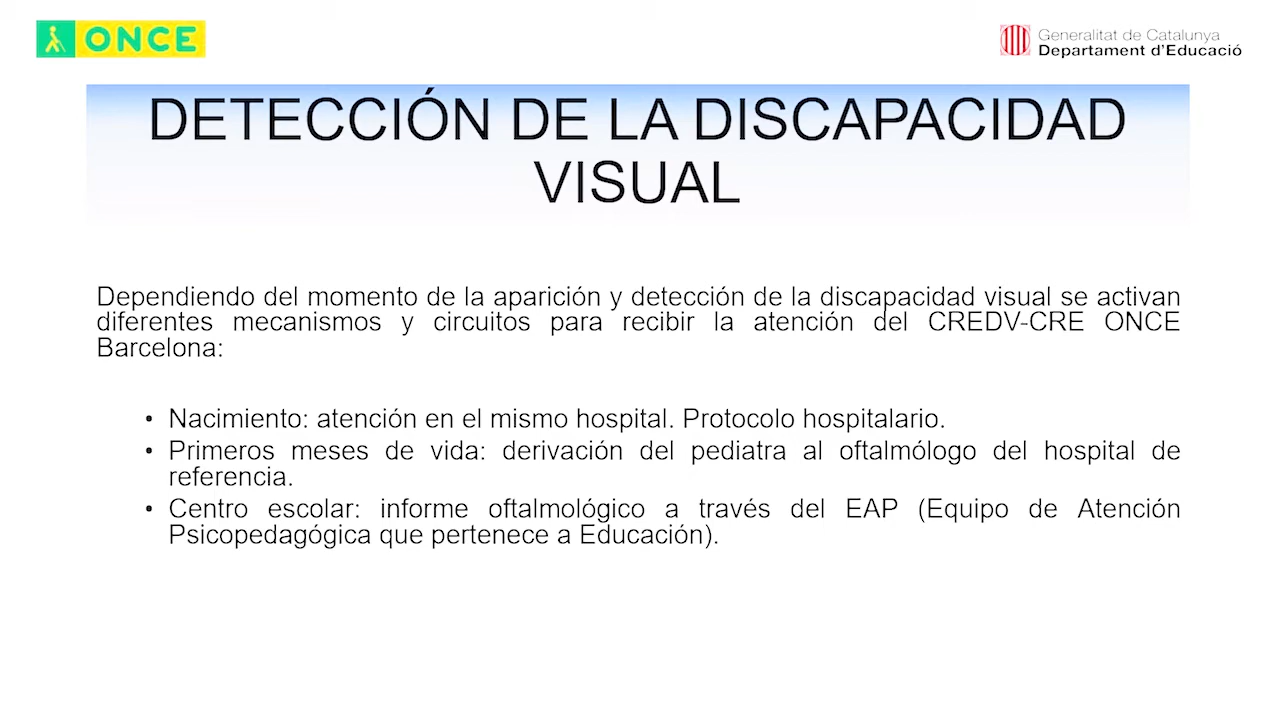 ONCE
Generalitat de Catalunya
Departament d'Educació
DETECCIÓN DE LA DISCAPACIDAD
VISUAL
Dependiendo del momento de la aparición y detección de la discapacidad visual se activan
diferentes mecanismos y circuitos para recibir la atención del CREDV-CRE ONCE
Barcelona:
• Nacimiento: atención en el mismo hospital. Protocolo hospitalario.
• Primeros meses de vida: derivación del pediatra al oftalmólogo del hospital de
referencia.
• Centro escolar: informe oftalmológico a través del EAP (Equipo de Atención
Psicopedagógica que pertenece a Educación).